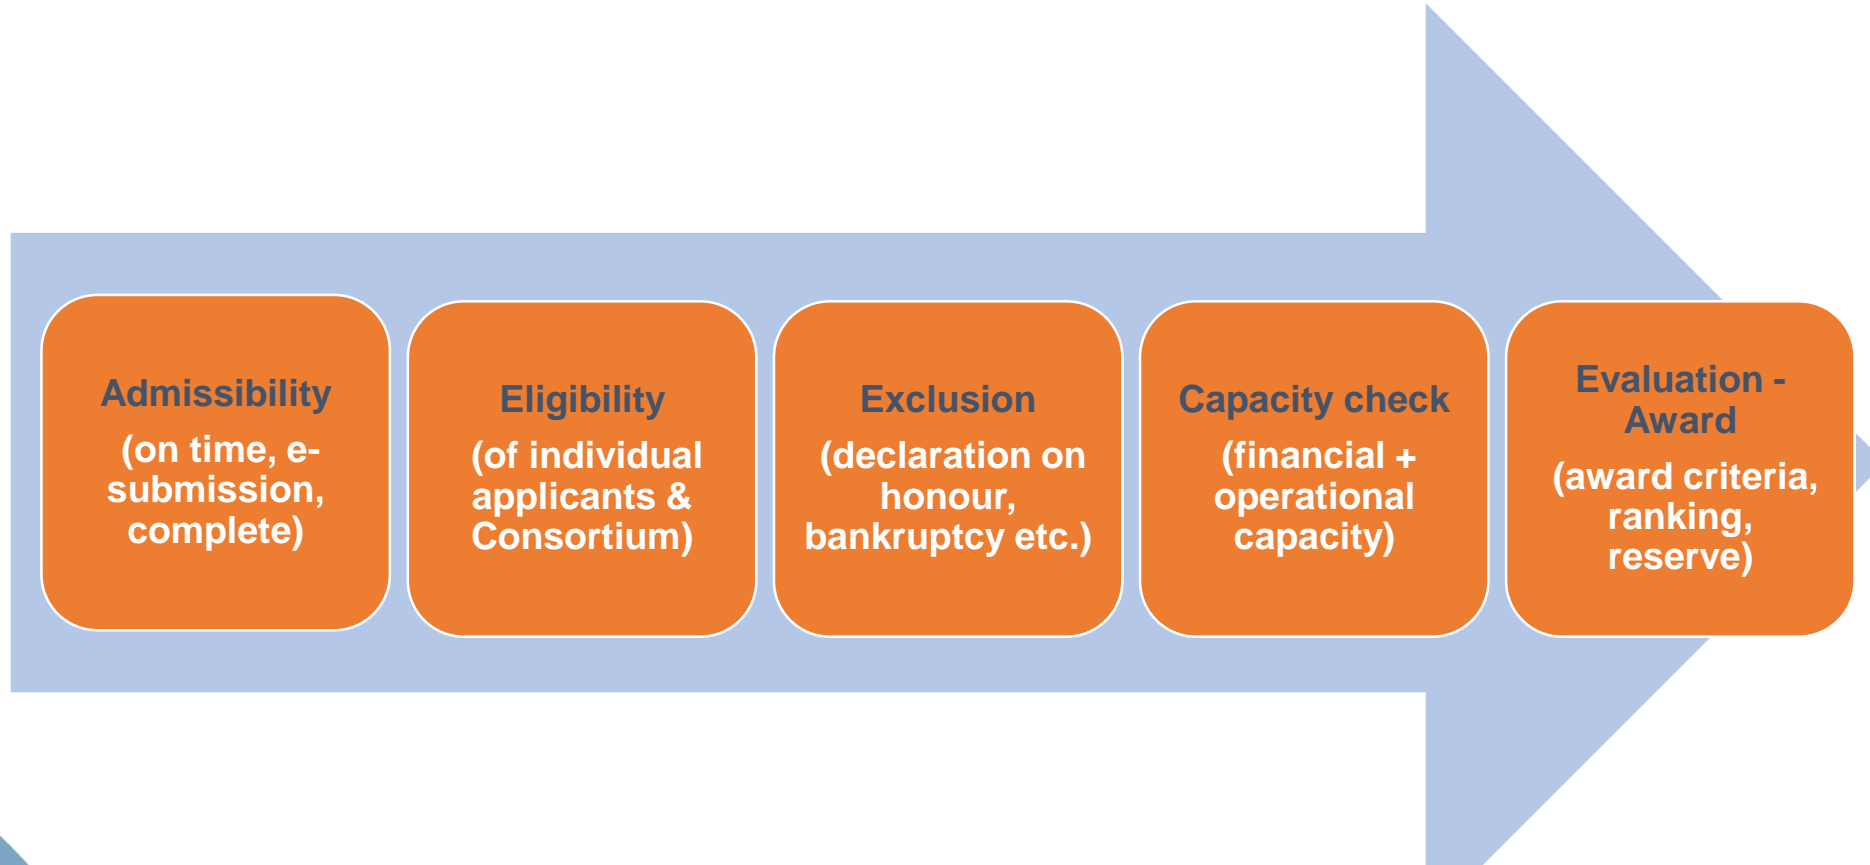 Admissibility
(on time, e-
submission,
complete)
Eligibility
(of individual
applicants &
Consortium)
Exclusion
(declaration on
honour,
bankruptcy etc.)
Capacity check
(financial +
operational
capacity)
Evaluation -
Award
(award criteria,
ranking,
reserve)